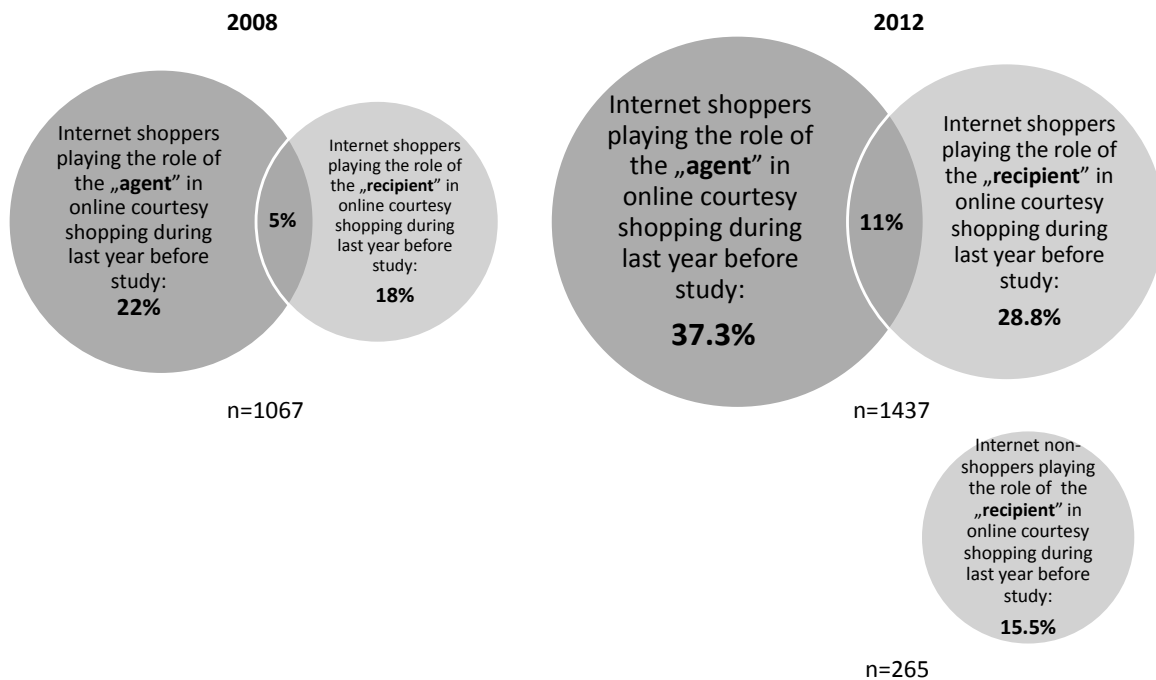 2008
Internet shoppers
playing the role of
the „agent” in
online courtesy
shopping during
last year before
study:
22%
5%
Internet shoppers
playing the role of
the „recipient” in
online courtesy
shopping during
last year before
study:
18%
n=1067
2012
Internet shoppers
playing the role of
the „agent” in
online courtesy
shopping during
last year before
study:
37.3%
11%
Internet shoppers
playing the role of
the „recipient” in
online courtesy
shopping during
last year before
study:
28.8%
n=1437
Internet non-
shoppers playing
the role of the
„recipient” in
online courtesy
shopping during
last year before
study:
15.5%
n=265